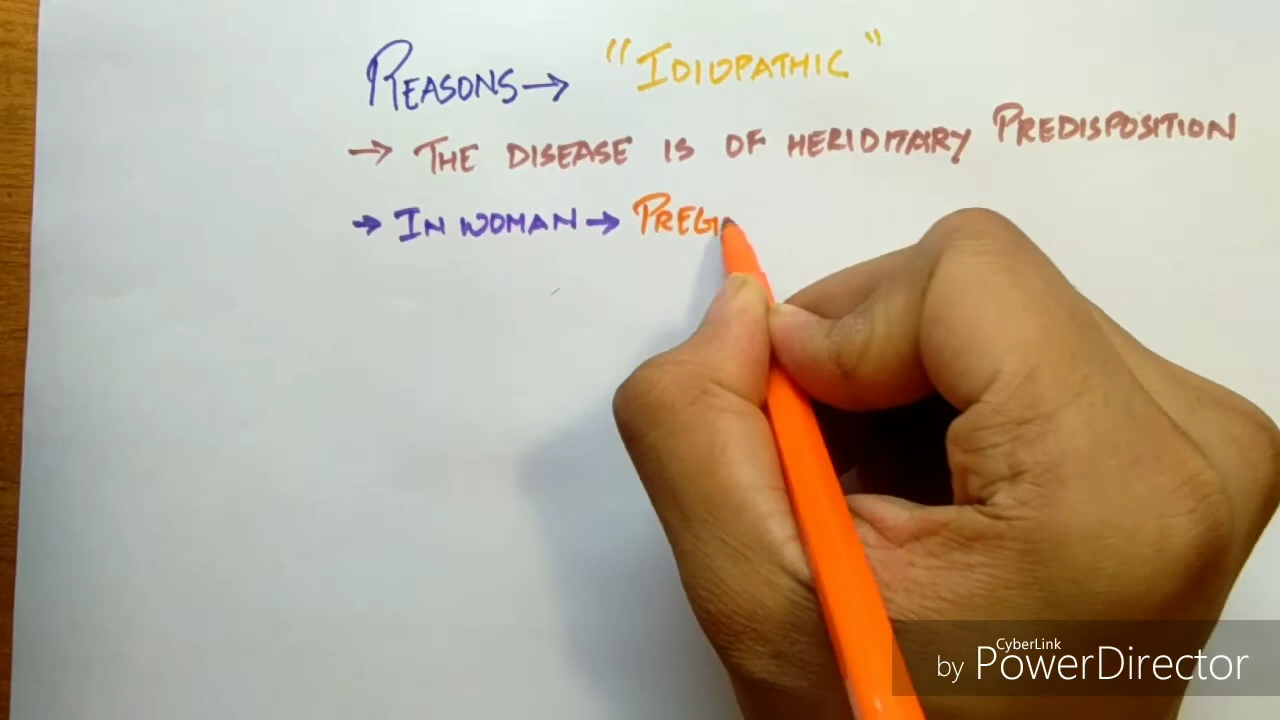 REASONS → "IDIOPATHIC"
→ THE DISEASE IS OF HERIDITARY PREDISPOSITION
→ IN WOMAN → PREG
CyberLink
by PowerDirector